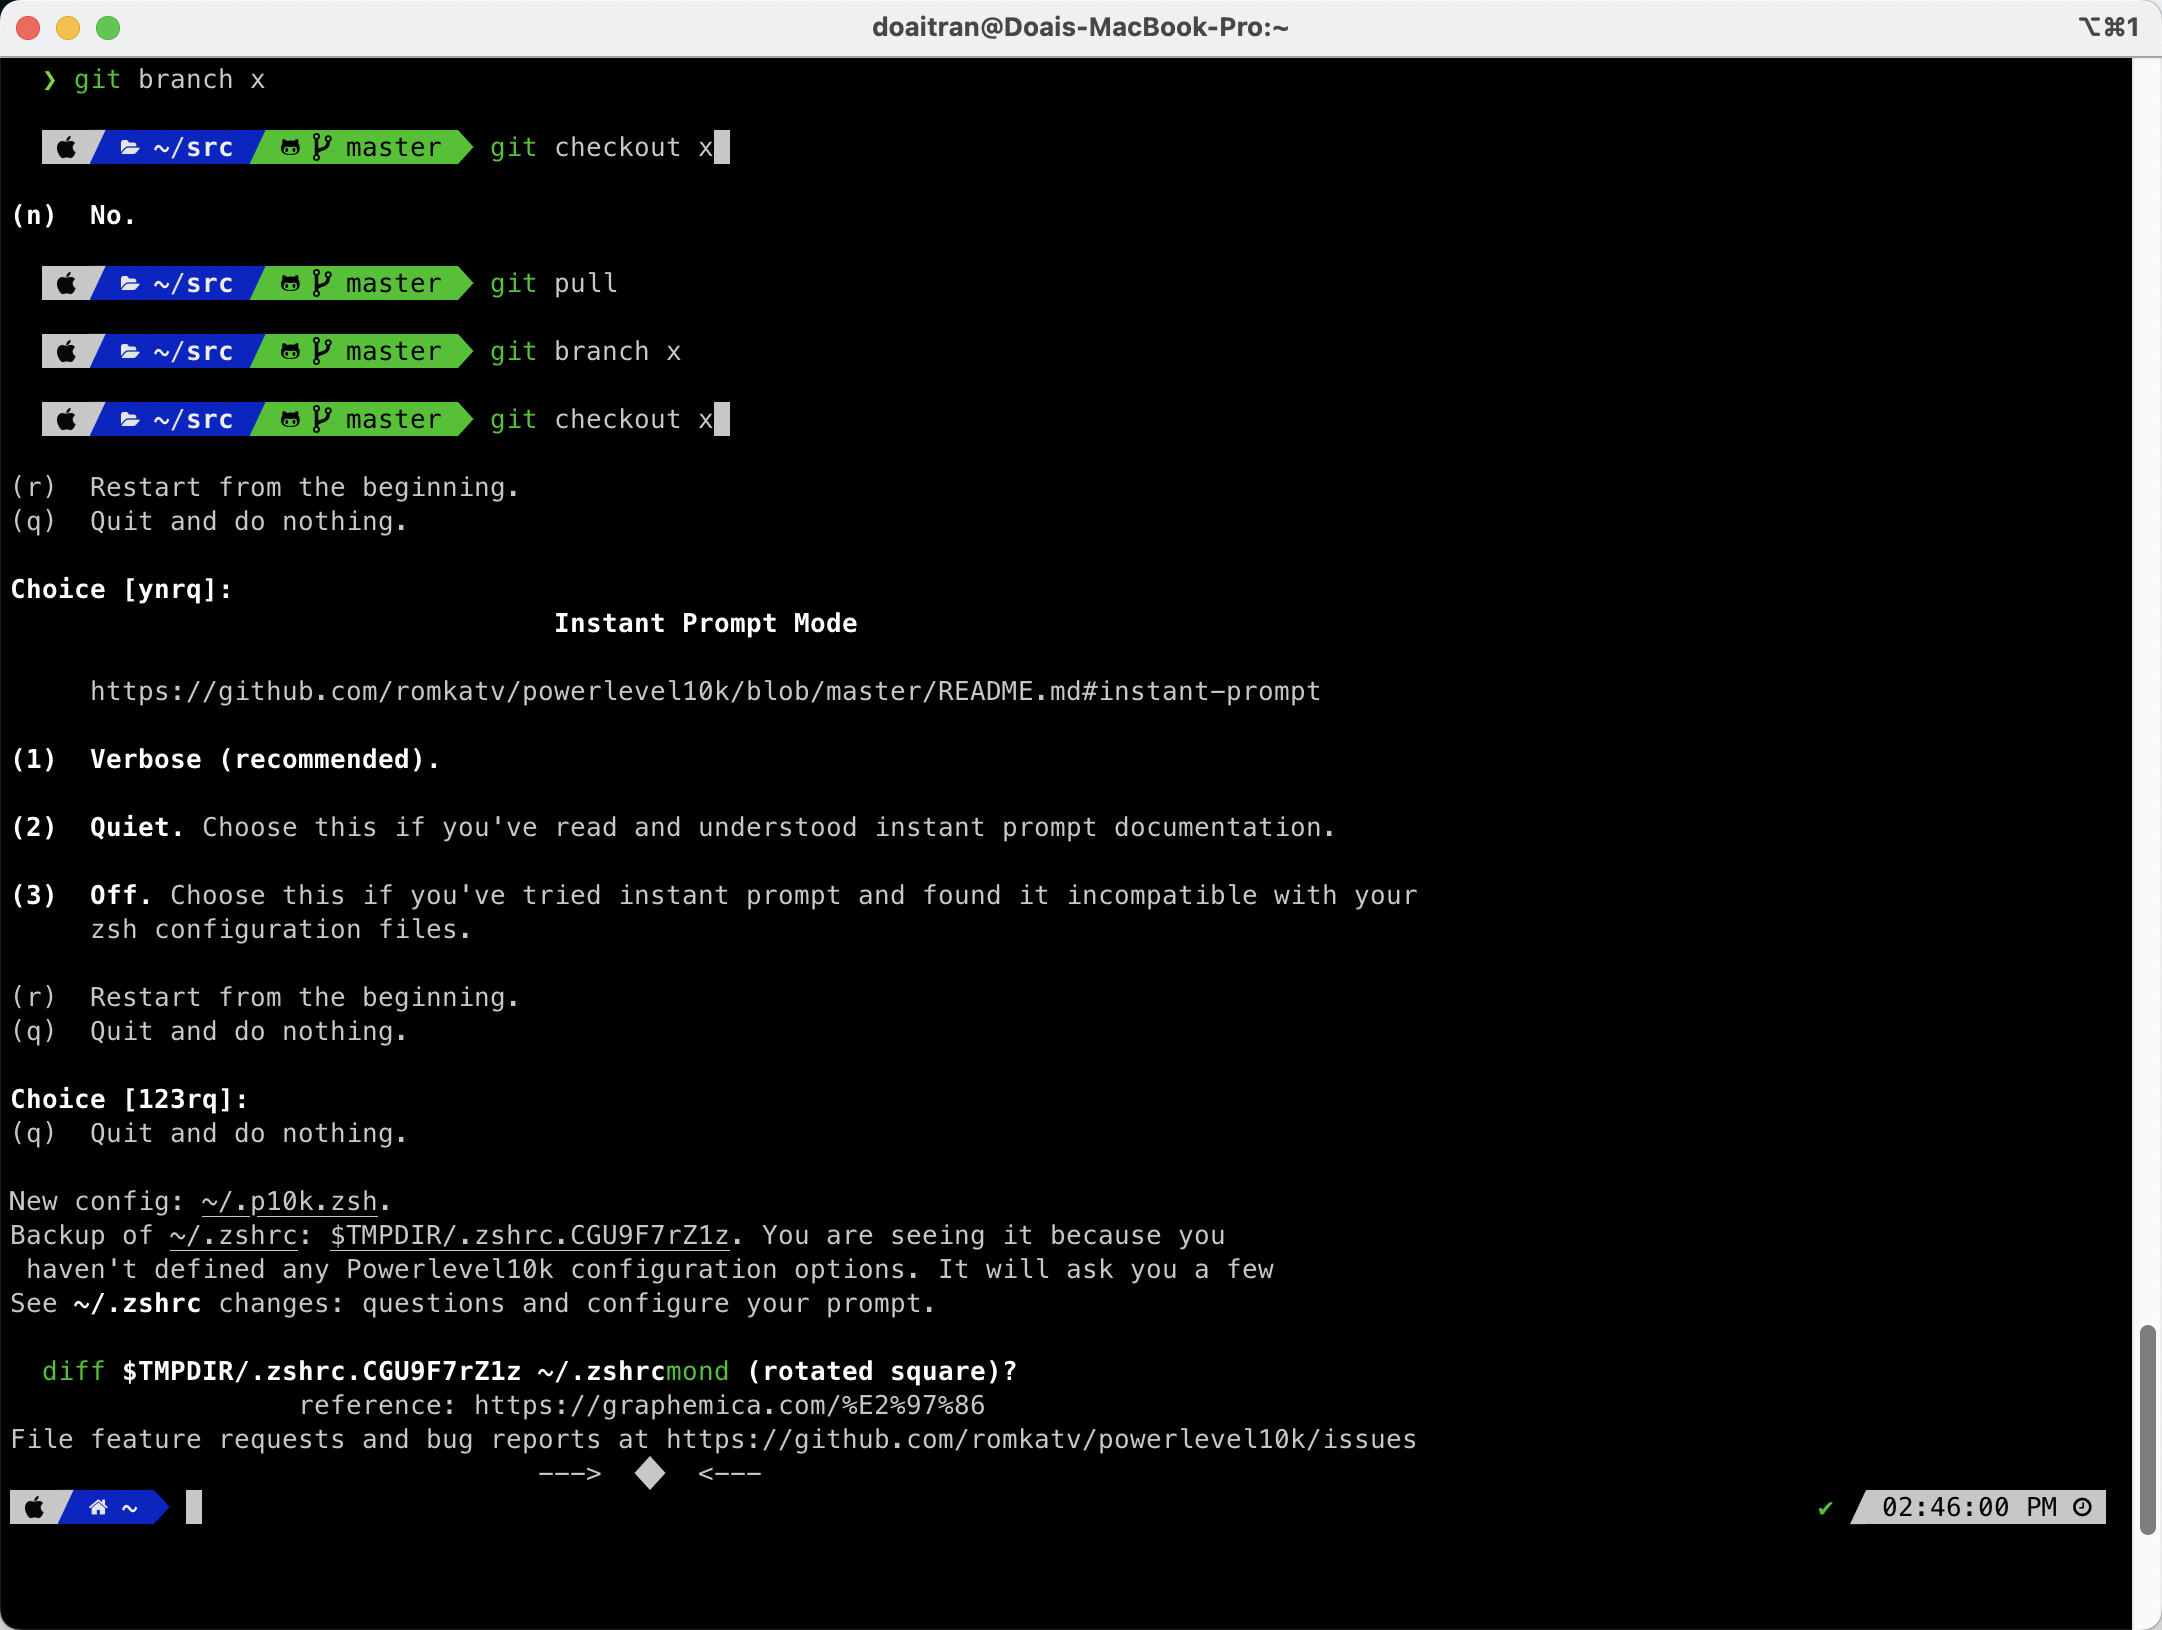 doaitran@Doais-MacBook-Pro:~ ⌥⌘1
❯ git branch x
~/src master git checkout x
(n) No.
~/src master git pull
~/src master git branch x
~/src master git checkout x
(r) Restart from the beginning.
(q) Quit and do nothing.
Choice [ynrq]:
Instant Prompt Mode
https://github.com/romkatv/powerlevel10k/blob/master/README.md#instant-prompt
(1) Verbose (recommended).
(2) Quiet. Choose this if you've read and understood instant prompt documentation.
(3) Off. Choose this if you've tried instant prompt and found it incompatible with your
zsh configuration files.
(r) Restart from the beginning.
(q) Quit and do nothing.
Choice [123rq]:
(q) Quit and do nothing.
New config: ~/.p10k.zsh.
Backup of ~/.zshrc: $TMPDIR/.zshrc.CGU9F7rZ1z. You are seeing it because you
haven't defined any Powerlevel10k configuration options. It will ask you a few
See ~/.zshrc changes: questions and configure your prompt.
diff $TMPDIR/.zshrc.CGU9F7rZ1z ~/.zshrcmond (rotated square)?
reference: https://graphemica.com/%E2%97%86
File feature requests and bug reports at https://github.com/romkatv/powerlevel10k/issues
---> ◆ <---
~ ✔ 02:46:00 PM